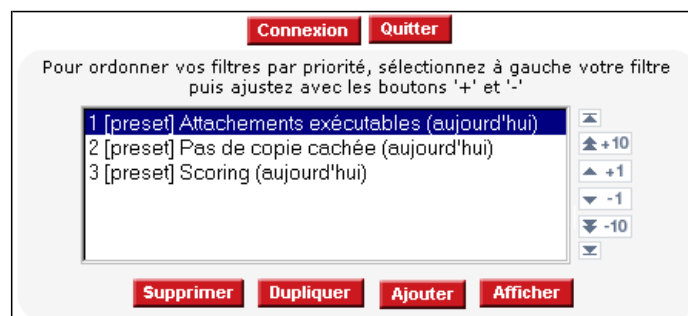 Connexion Quitter
Pour ordonner vos filtres par priorité, sélectionnez à gauche votre filtre
puis ajustez avec les boutons '+' et '-'
1 [preset] Attachements exécutables (aujourd'hui)
2 [preset] Pas de copie cachée (aujourd'hui)
3 [preset] Scoring (aujourd'hui)
+10
+1
-1
-10
Supprimer Dupliquer Ajouter Afficher